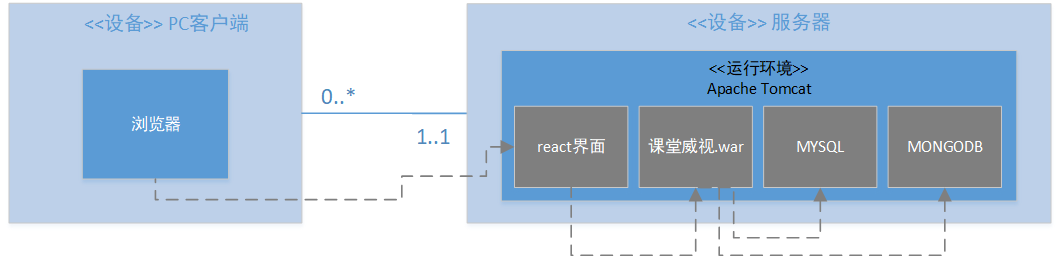 <<设备>> PC客户端
浏览器
0..*
1..1
<<设备>> 服务器
<<运行环境>>
Apache Tomcat
react界面
课堂威视.war
MYSQL
MONGODB